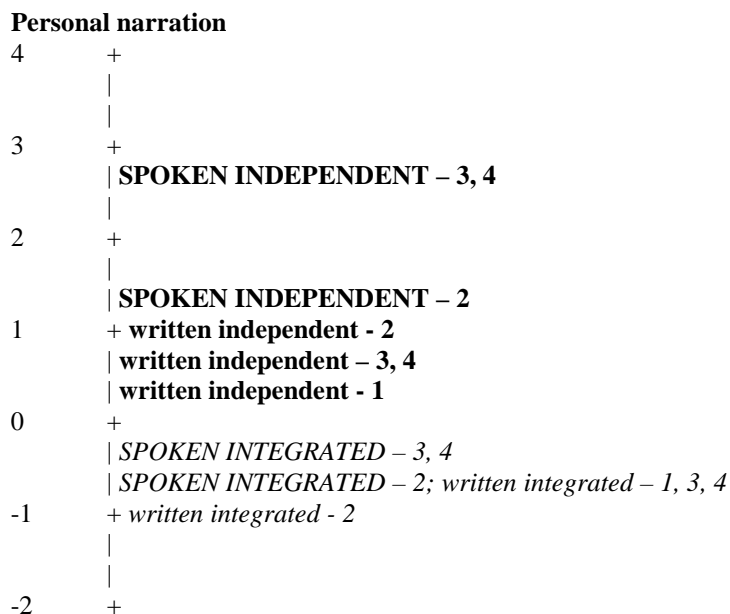 Personal narration
4 +
|
|
3 +
| SPOKEN INDEPENDENT – 3, 4
|
2 +
|
| SPOKEN INDEPENDENT – 2
1 + written independent - 2
| written independent – 3, 4
| written independent - 1
0 +
| SPOKEN INTEGRATED – 3, 4
| SPOKEN INTEGRATED – 2; written integrated – 1, 3, 4
-1 + written integrated - 2
|
|
-2 +